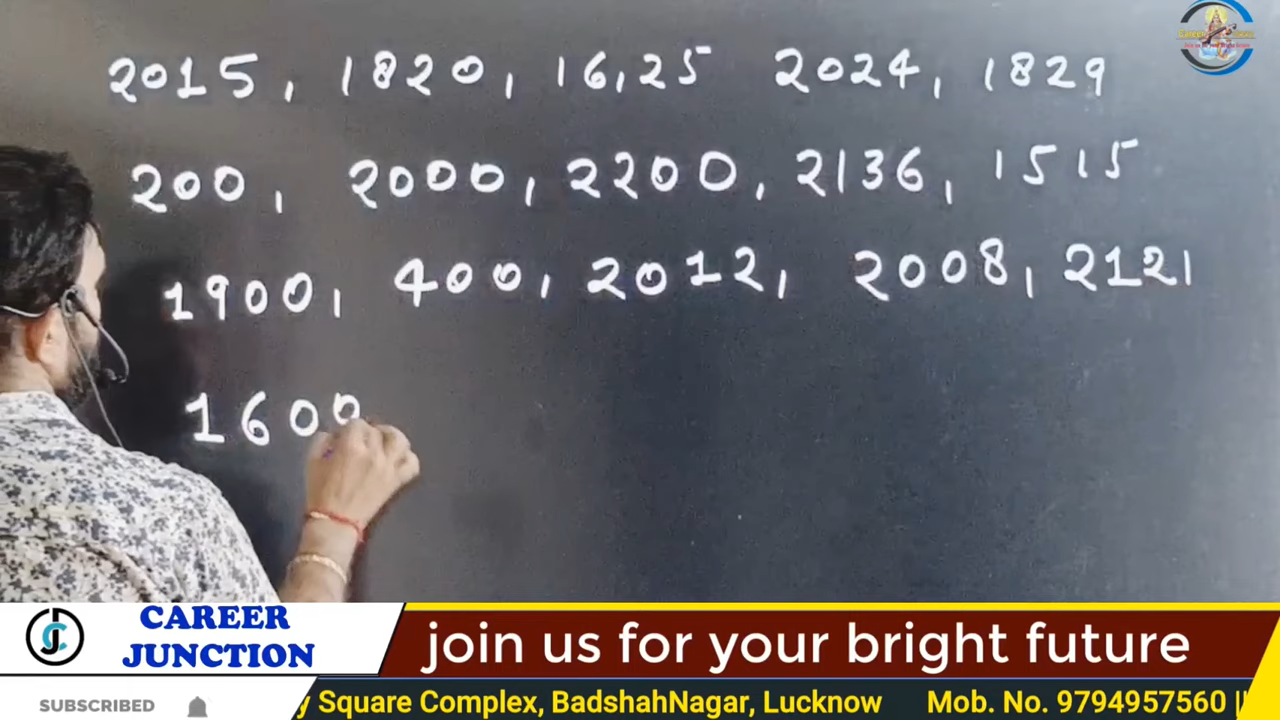 2015, 1820, 16,25 2024, 1829
200, 2000, 2200, 2136, 1515
1900, 400, 2012, 2008, 2121
1600
CAREER
JUNCTION
join us for your bright future
SUBSCRIBED
y Square Complex, BadshahNagar, Lucknow Mob. No. 9794957560 |